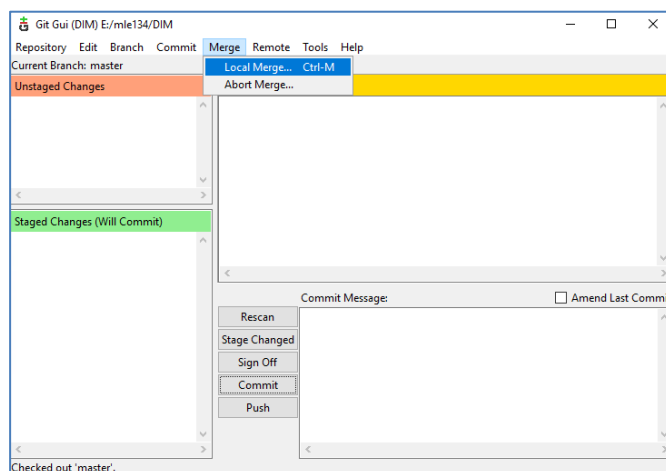 Git Gui (DIM) E:/mle134/DIM
Repository Edit Branch Commit Merge Remote Tools Help
Current Branch: master
Local Merge... Ctrl-M
Abort Merge...
Unstaged Changes
Staged Changes (Will Commit)
Commit Message:
Amend Last Commi
Rescan
Stage Changed
Sign Off
Commit
Push
Checked out 'master'.